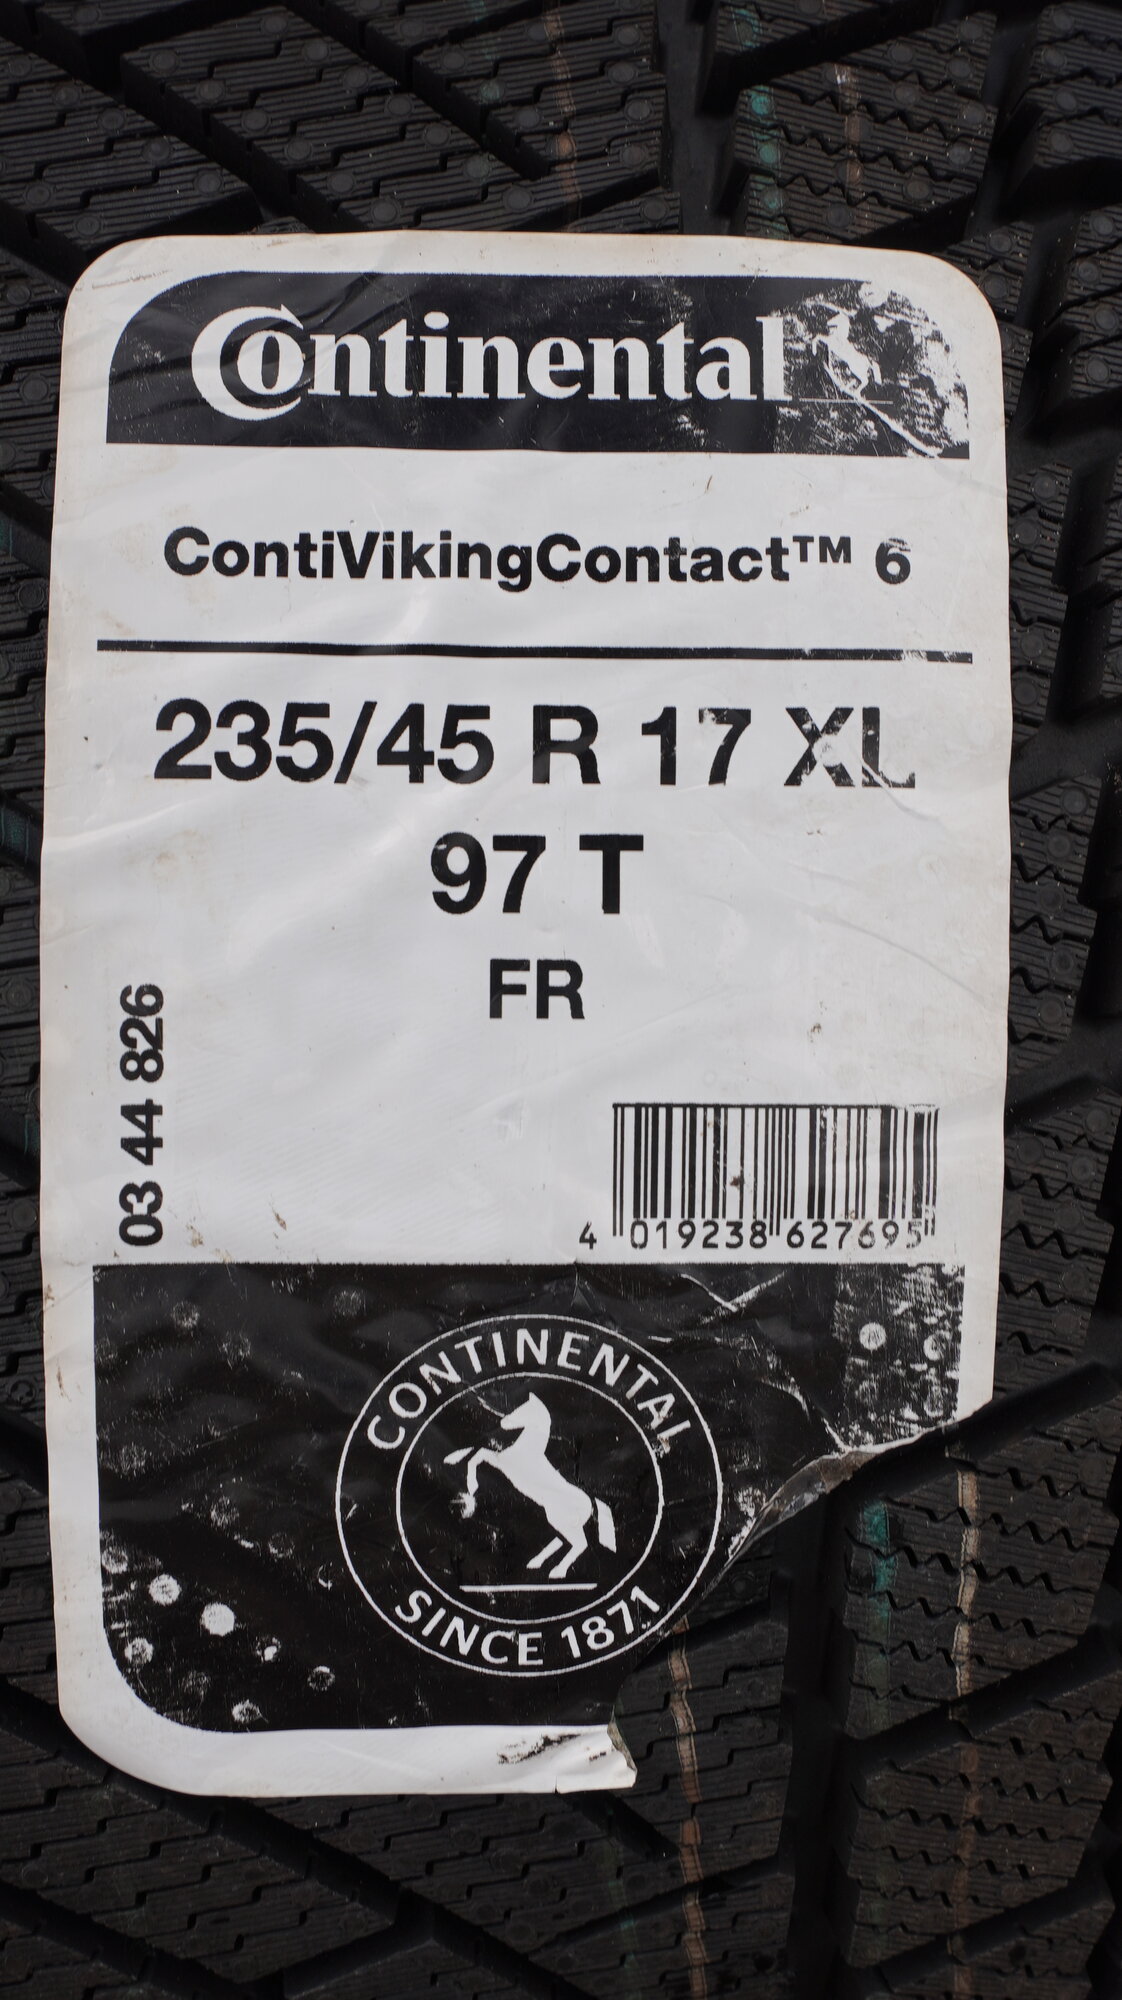 Continental
ContiVikingContact™ 6
235/45 R 17 XL
97 T
FR
03 44 826
4 019238 627695
CONTINENTAL
SINCE 1871